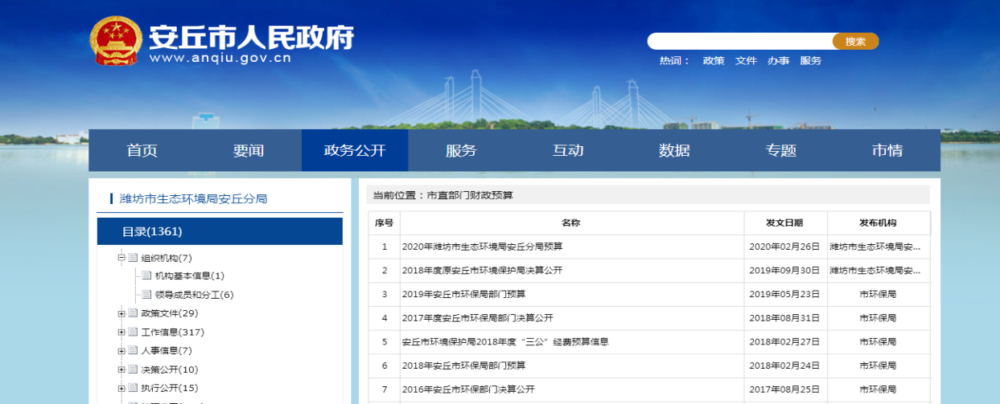 安丘市人民政府
www.anqiu.gov.cn
搜索
热词： 政策 文件 办事 服务
首页 要闻 政务公开 服务 互动 数据 专题 市情
潍坊市生态环境局安丘分局
目录(1361)
组织机构(7)
机构基本信息(1)
领导成员和分工(6)
政策文件(29)
工作信息(317)
人事信息(7)
决策公开(10)
执行公开(15)
当前位置：市直部门财政预算
序号 名称 发文日期 发布机构
1 2020年潍坊市生态环境局安丘分局预算 2020年02月26日 潍坊市生态环境局安...
2 2018年度原安丘市环境保护局决算公开 2019年09月30日 潍坊市生态环境局安...
3 2019年安丘市环保局部门预算 2019年05月23日 市环保局
4 2017年度安丘市环保局部门决算公开 2018年08月31日 市环保局
5 安丘市环境保护局2018年度“三公”经费预算信息 2018年02月27日 市环保局
6 2018年安丘市环保局部门预算 2018年02月24日 市环保局
7 2016年安丘市环保部门决算公开 2017年08月25日 市环保局